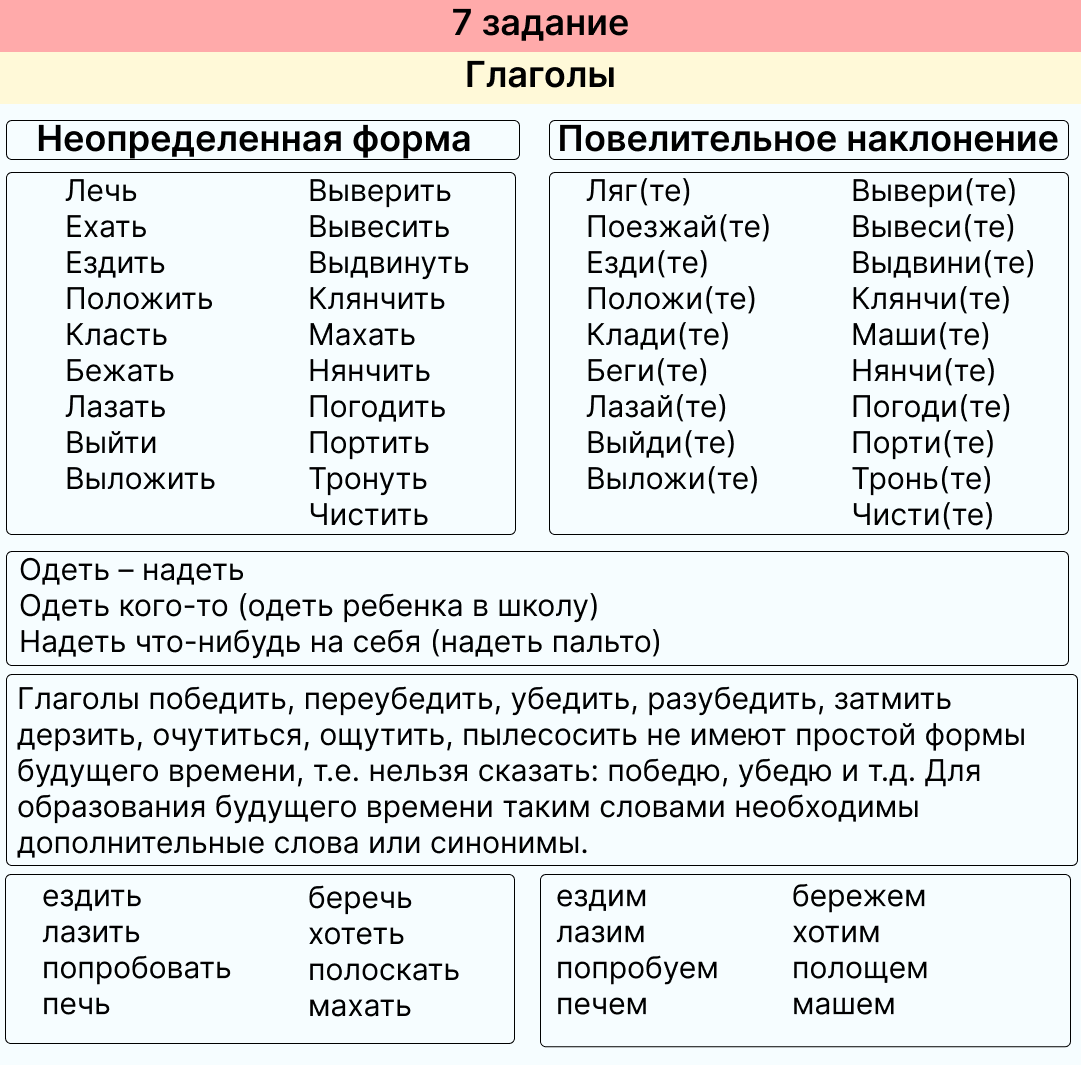 7 задание
Глаголы
Неопределенная форма
Лечь Выверить
Ехать Вывесить
Ездить Выдвинуть
Положить Клянчить
Класть Махать
Бежать Нянчить
Лазать Погодить
Выйти Портить
Выложить Тронуть
Чистить
Повелительное наклонение
Ляг(те) Вывери(те)
Поезжай(те) Вывеси(те)
Езди(те) Выдвини(те)
Положи(те) Клянчи(те)
Клади(те) Маши(те)
Беги(те) Нянчи(те)
Лазай(те) Погоди(те)
Выйди(те) Порти(те)
Выложи(те) Тронь(те)
Чисти(те)
Одеть – надеть
Одеть кого-то (одеть ребенка в школу)
Надеть что-нибудь на себя (надеть пальто)
Глаголы победить, переубедить, убедить, разубедить, затмить
дерзить, очутиться, ощутить, пылесосить не имеют простой формы
будущего времени, т.е. нельзя сказать: победю, убедю и т.д. Для
образования будущего времени таким словами необходимы
дополнительные слова или синонимы.
ездить беречь
лазить хотеть
попробовать полоскать
печь махать
ездим бережем
лазим хотим
попробуем полощем
печем машем